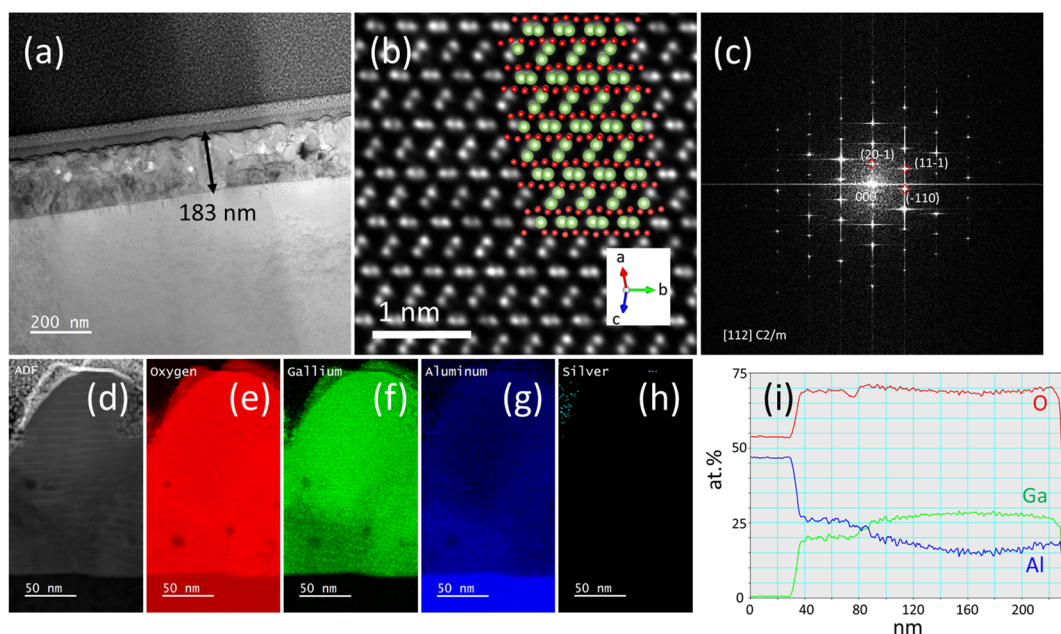 (a)
183 nm
200 nm
(b)
a
b
c
1 nm
(c)
(20-1)
(11-1)
000
(-110)
[112] C2/m
ADF
(d)
50 nm
Oxygen
(e)
50 nm
Gallium
(f)
50 nm
Aluminum
(g)
50 nm
Silver
(h)
50 nm
(i)
75
50
25
0
at.%
O
Ga
Al
0 40 80 120 160 200
nm